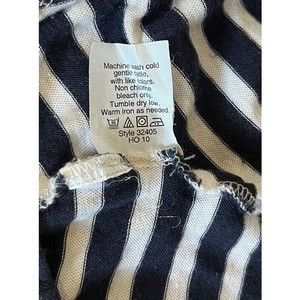 Machine wash cold
gentle cycle,
with like colors.
Non chlorine
bleach only.
Tumble dry low.
Warm iron as needed.
Style 32405
HO 10